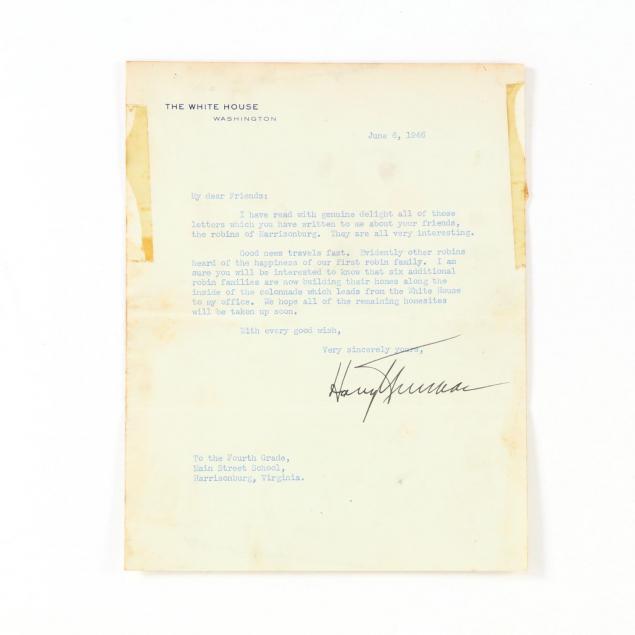 THE WHITE HOUSE
WASHINGTON
June 6, 1946
My dear Friends:
I have read with genuine delight all of those
letters which you have written to me about your friends,
the robins of Harrisonburg. They are all very interesting.
Good news travels fast. Evidently other robins
heard of the happiness of our First robin family. I am
sure you will be interested to know that six additional
robin families are now building their homes along the
inside of the colonnade which leads from the White House
to my office. We hope all of the remaining homesites
will be taken up soon.
With every good wish,
Very sincerely yours,
Harry Truman
To the Fourth Grade,
Main Street School,
Harrisonburg, Virginia.